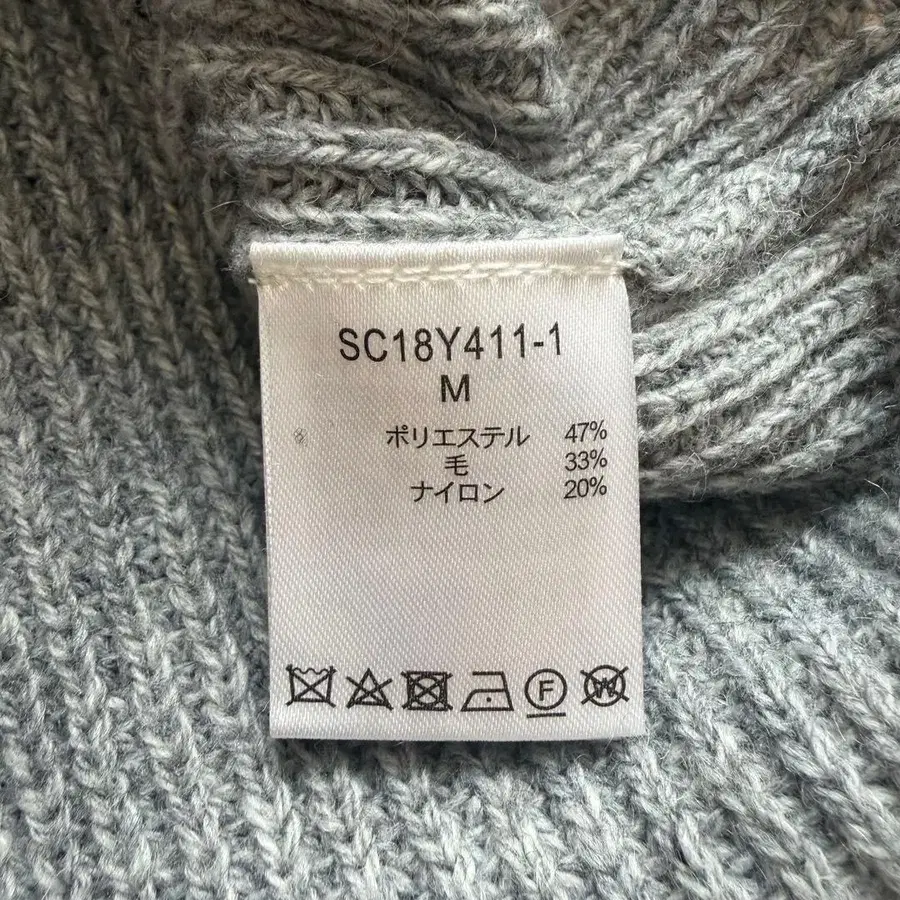 SC18Y411-1
M
ポリエステル 47%
毛 33%
ナイロン 20%
F W